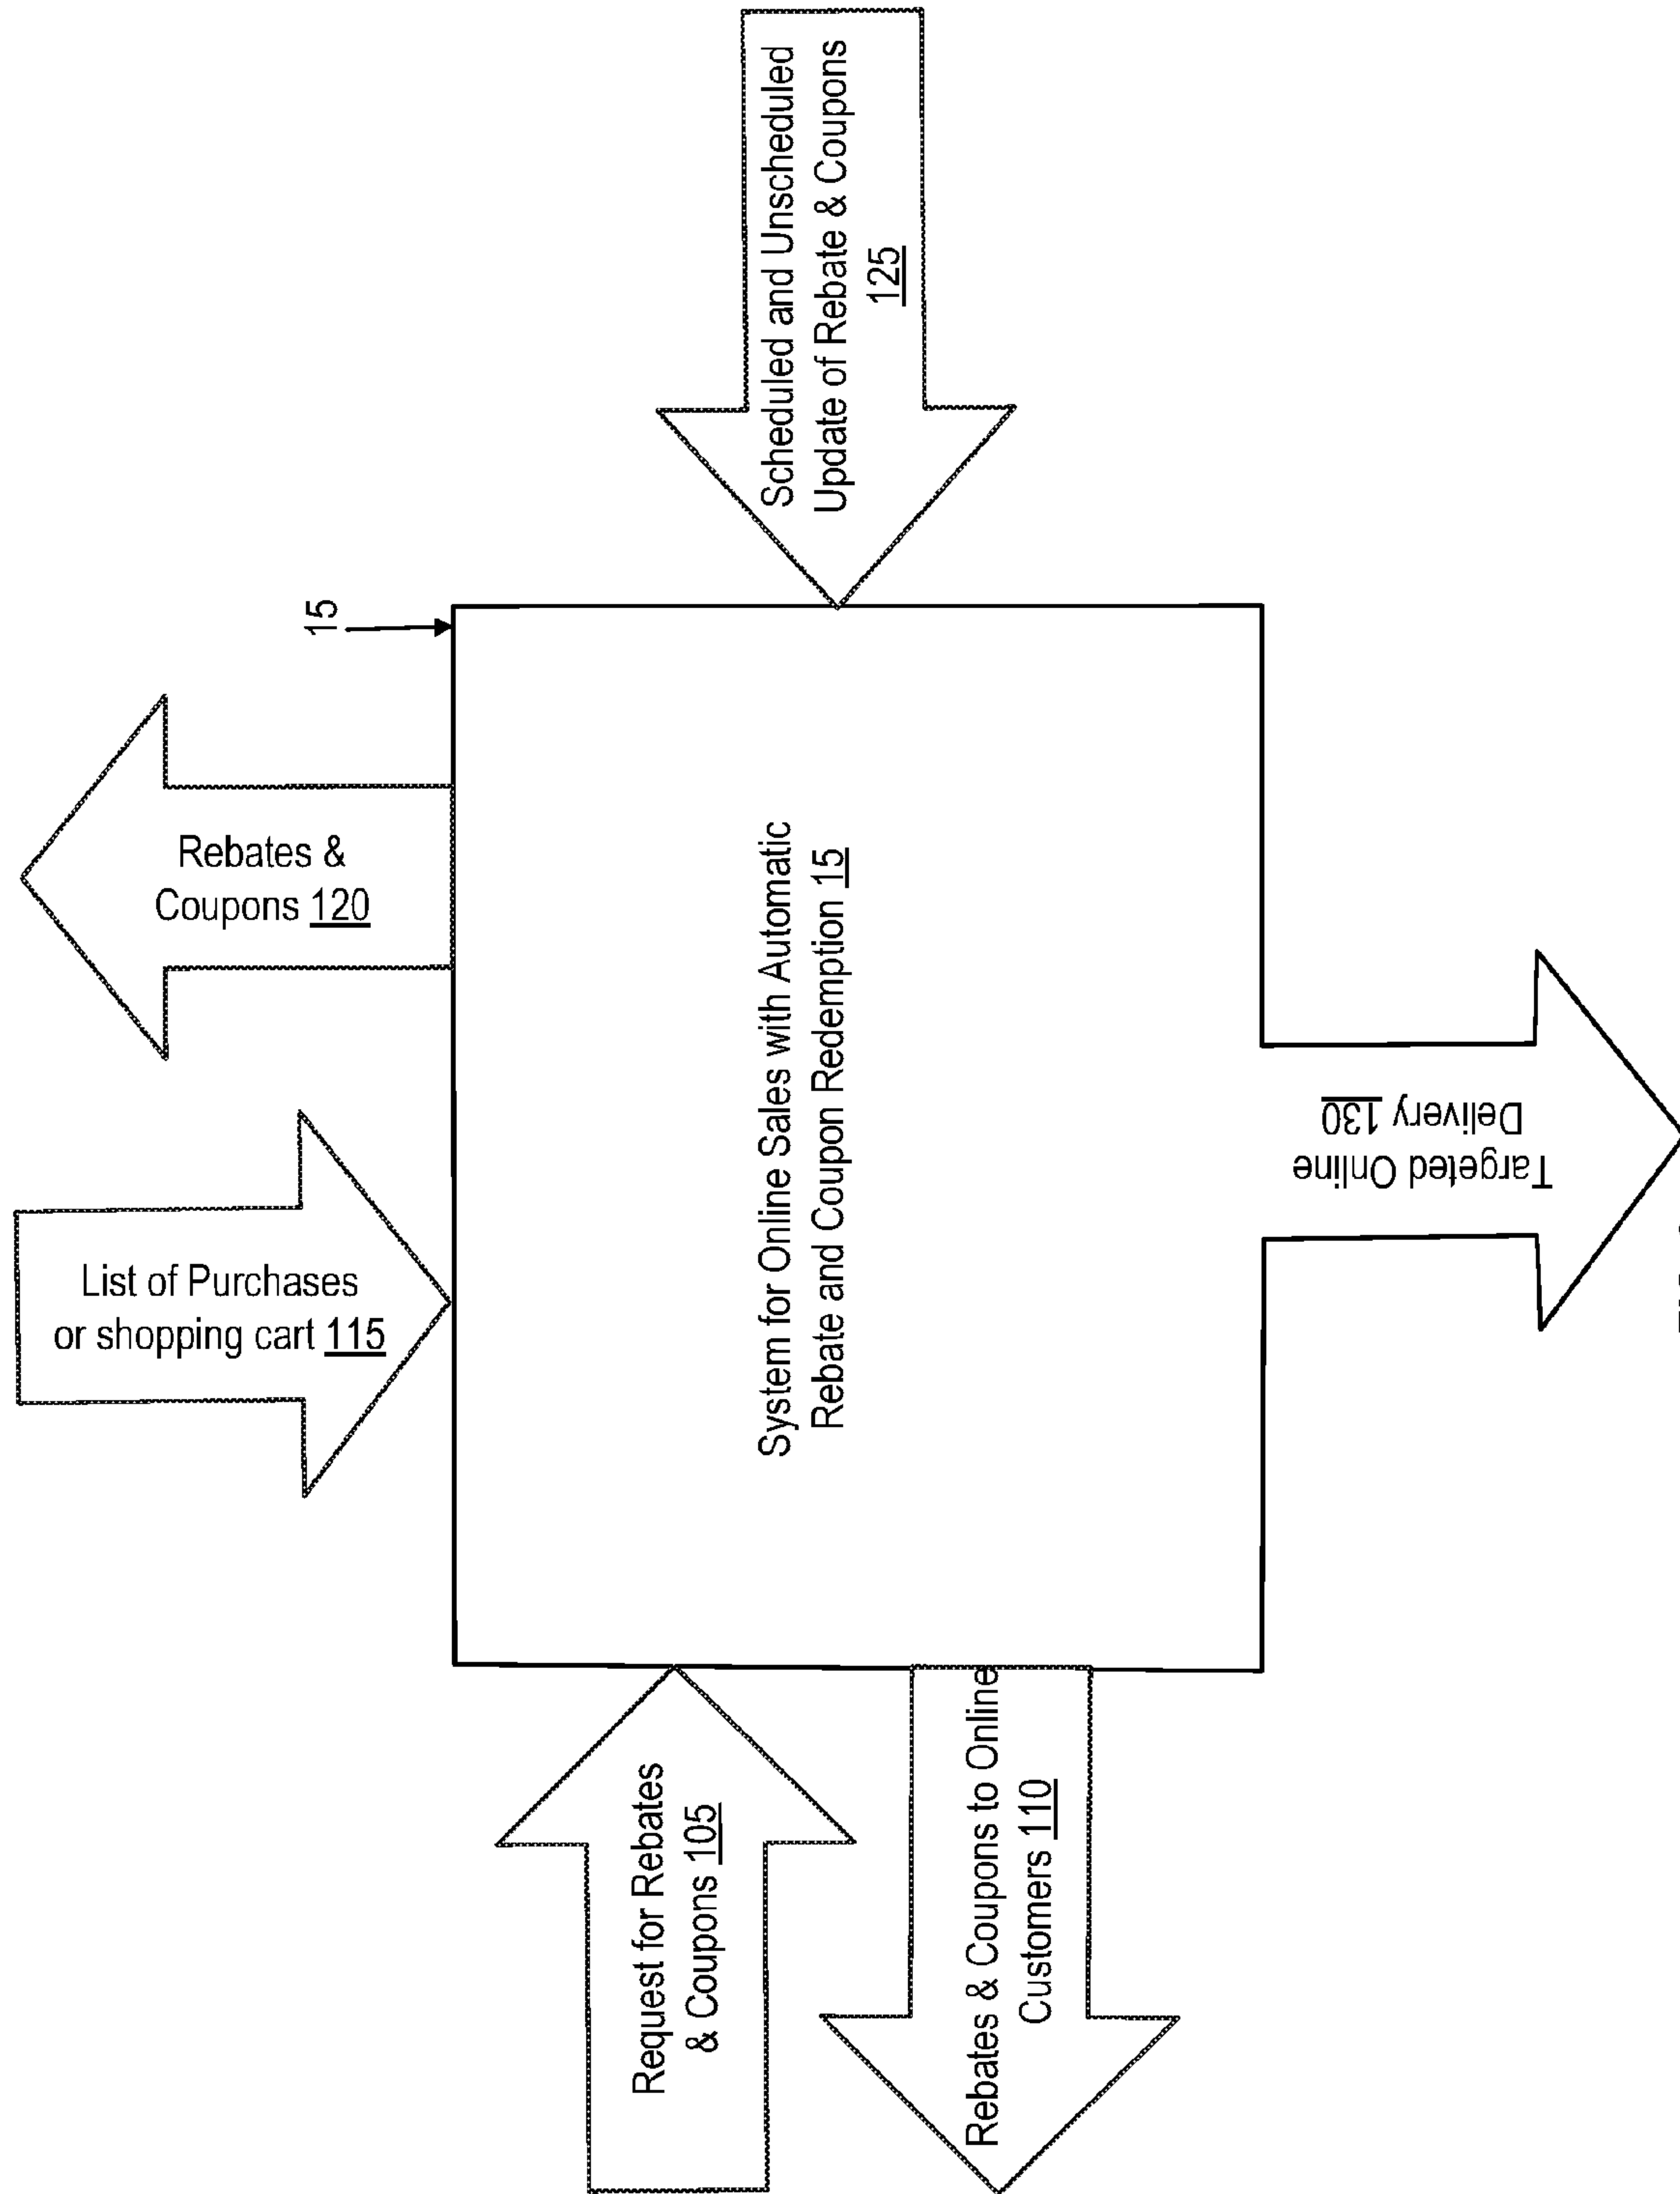 15
Rebates &
Coupons 120
List of Purchases
or shopping cart 115
Scheduled and Unscheduled
Update of Rebate & Coupons
125
System for Online Sales with Automatic
Rebate and Coupon Redemption 15
Request for Rebates
& Coupons 105
Rebates & Coupons to Online
Customers 110
Targeted Online
Delivery 130